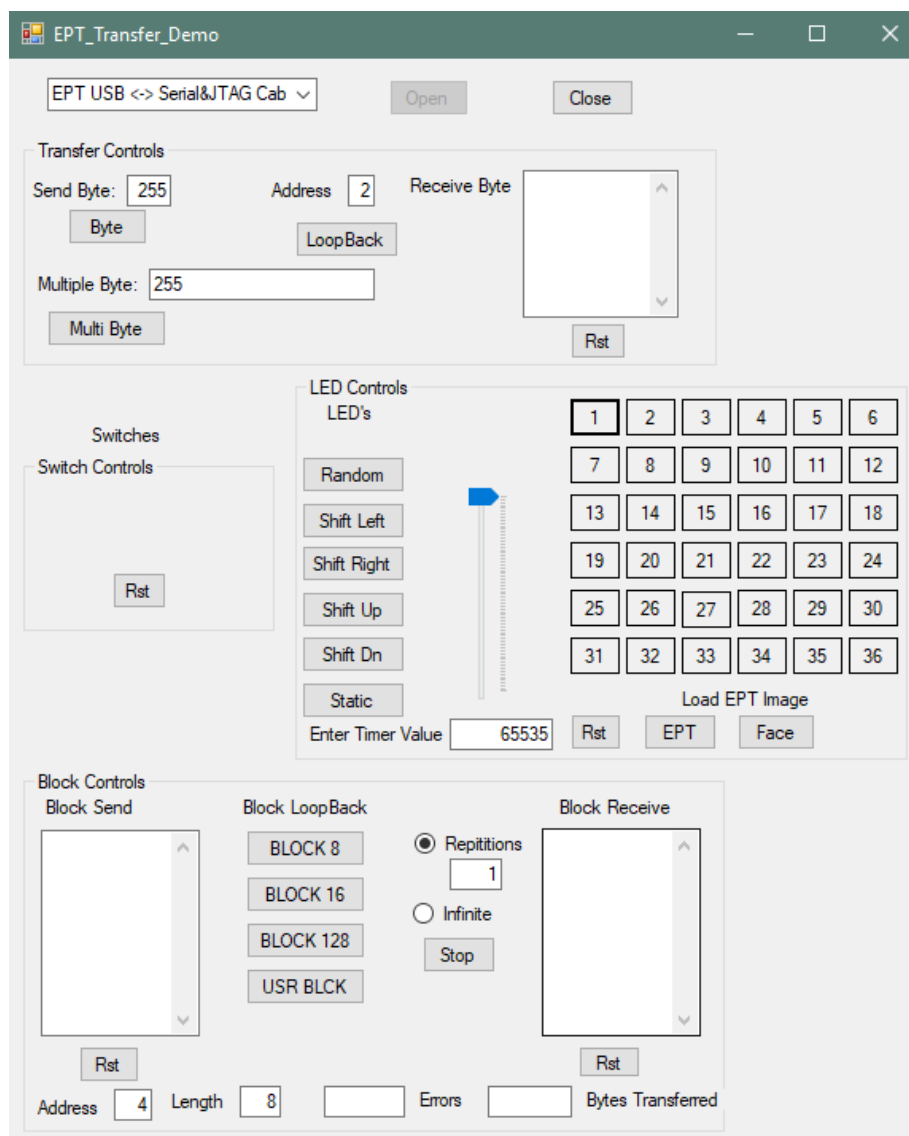 EPT_Transfer_Demo
EPT USB <-> Serial&JTAG Cab
Open
Close
Transfer Controls
Send Byte: 255
Address 2
Receive Byte
Byte
LoopBack
Multiple Byte: 255
Multi Byte
Rst
Switches
Switch Controls
Rst
LED Controls
LED's
Random
Shift Left
Shift Right
Shift Up
Shift Dn
Static
Enter Timer Value 65535
1 2 3 4 5 6
7 8 9 10 11 12
13 14 15 16 17 18
19 20 21 22 23 24
25 26 27 28 29 30
31 32 33 34 35 36
Load EPT Image
Rst EPT Face
Block Controls
Block Send
Block LoopBack
Block Receive
BLOCK 8
BLOCK 16
BLOCK 128
USR BLCK
Repititions
1
Infinite
Stop
Rst
Rst
Address 4 Length 8 Errors Bytes Transferred